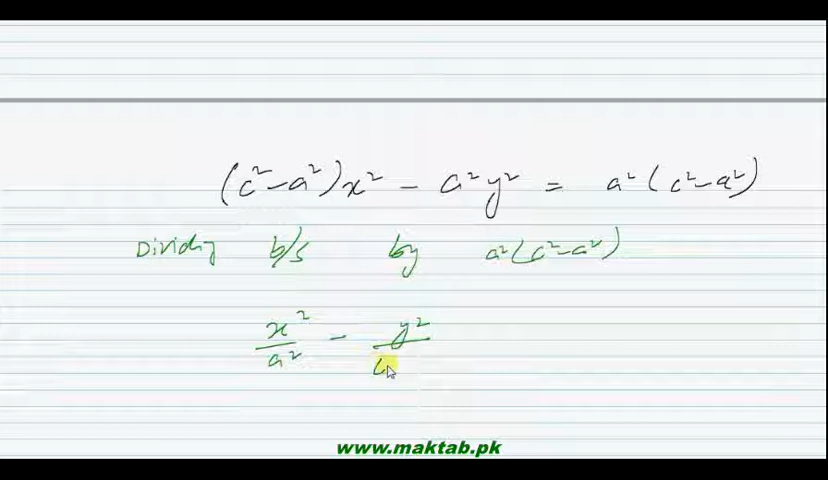 (c²-a²)x² - a²y² = a²(c²-a²)
Dividing b/s by a²(c²-a²)
x²/a² - y²/c
www.maktab.pk